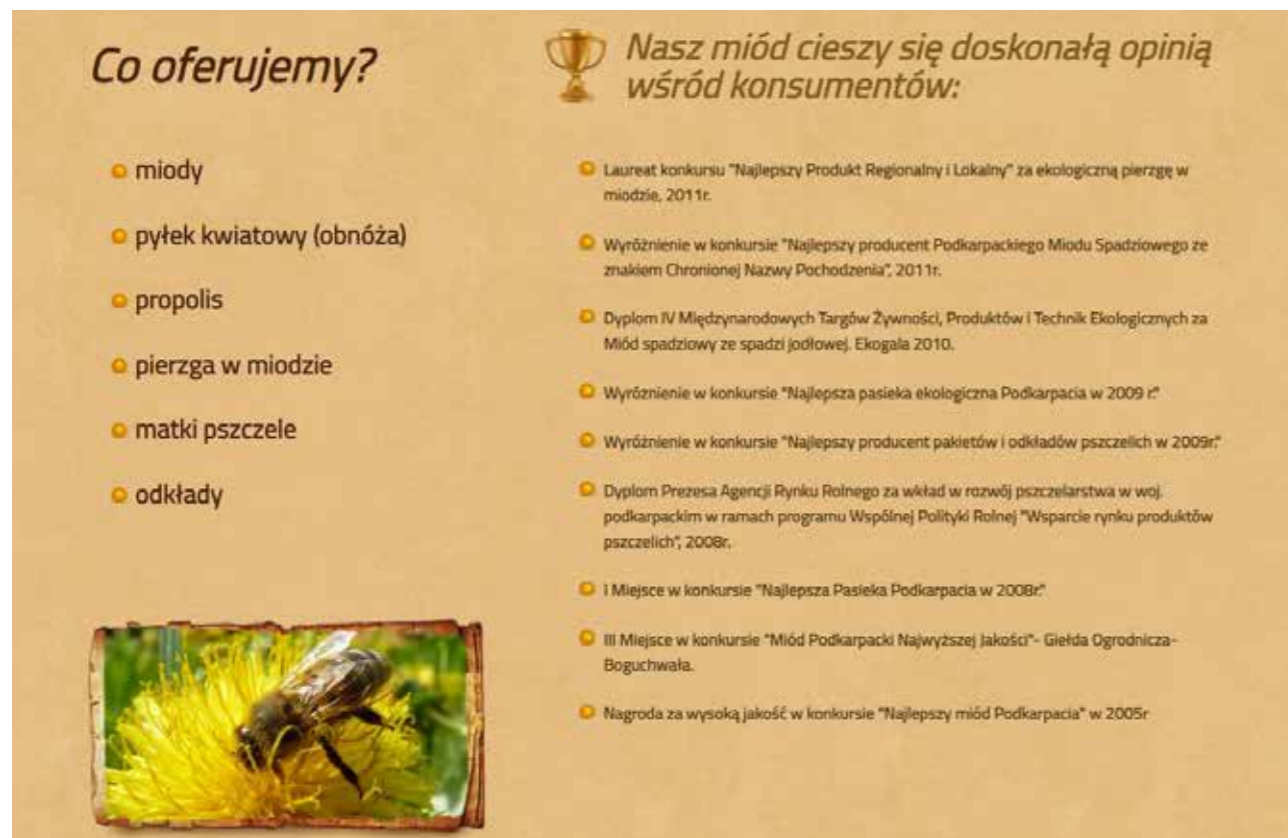 Co oferujemy?
miody
pyłek kwiatowy (obnóża)
propolis
pierzga w miodzie
matki pszczele
odkłady
Nasz miód cieszy się doskonałą opinią
wśród konsumentów:
Laureat konkursu "Najlepszy Produkt Regionalny i Lokalny" za ekologiczną pierzgę w
miodzie, 2011r.
Wyróżnienie w konkursie "Najlepszy producent Podkarpackiego Miodu Spadziowego ze
znakiem Chronionej Nazwy Pochodzenia", 2011r.
Dyplom IV Międzynarodowych Targów Żywności, Produktów i Technik Ekologicznych za
Miód spadziowy ze spadzi jodłowej. Ekogala 2010.
Wyróżnienie w konkursie "Najlepsza pasieka ekologiczna Podkarpacia w 2009 r."
Wyróżnienie w konkursie "Najlepszy producent pakietów i odkładów pszczelich w 2009r."
Dyplom Prezesa Agencji Rynku Rolnego za wkład w rozwój pszczelarstwa w woj.
podkarpackim w ramach programu Wspólnej Polityki Rolnej "Wsparcie rynku produktów
pszczelich", 2008r.
I Miejsce w konkursie "Najlepsza Pasieka Podkarpacia w 2008r."
III Miejsce w konkursie "Miód Podkarpacki Najwyższej Jakości"- Giełda Ogrodnicza-
Boguchwała.
Nagroda za wysoką jakość w konkursie "Najlepszy miód Podkarpacia" w 2005r